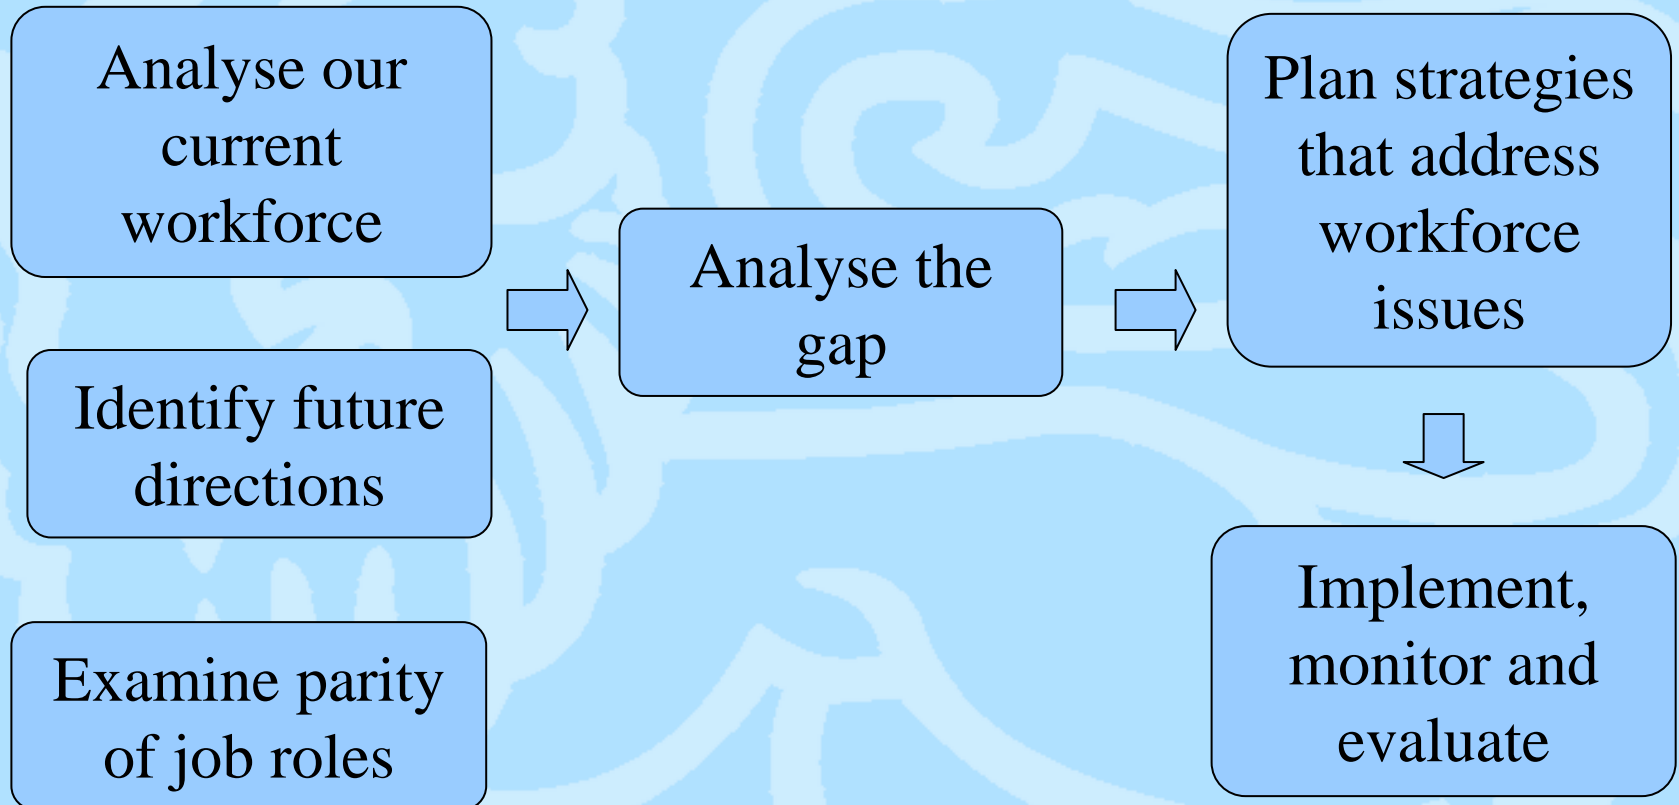 Analyse our
current
workforce
Identify future
directions
Examine parity
of job roles
Analyse the
gap
Plan strategies
that address
workforce
issues
Implement,
monitor and
evaluate